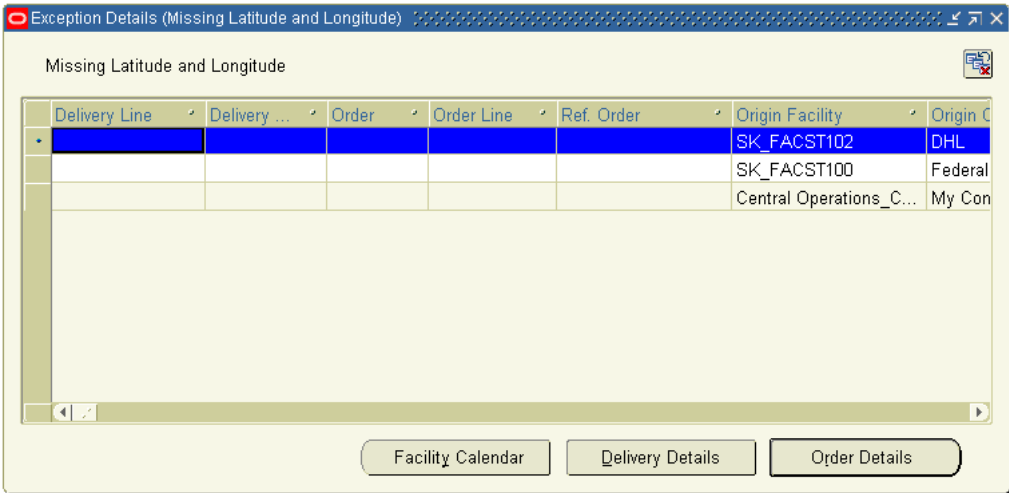 Exception Details (Missing Latitude and Longitude)
Missing Latitude and Longitude
Delivery Line Delivery ... Order Order Line Ref. Order Origin Facility Origin C
SK_FACST102 DHL
SK_FACST100 Federal
Central Operations_C... My Con
Facility Calendar Delivery Details Order Details